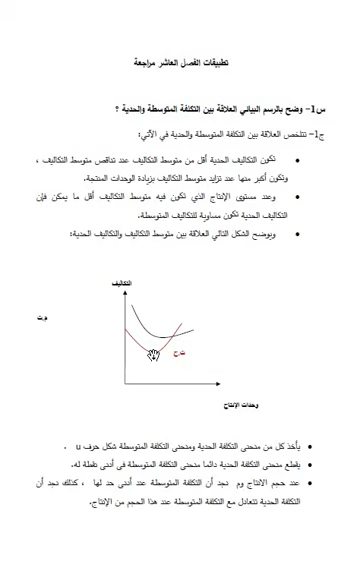 تطبيقات الفصل العاشر مراجعة
س1- وضح بالرسم البياني العلاقة بين التكلفة المتوسطة والحدية ؟
ج1- تتلخص العلاقة بين التكلفة المتوسطة والحدية في الآتي:
• تكون التكاليف الحدية أقل من متوسط التكاليف عند تناقص متوسط التكاليف ،
وتكون أكبر منها عند تزايد متوسط التكاليف بزيادة الوحدات المنتجة.
• وعند مستوى الإنتاج الذي تكون فيه متوسط التكاليف أقل ما يمكن فإن
التكاليف الحدية تكون مساوية للتكاليف المتوسطة.
• ويوضح الشكل التالي العلاقة بين متوسط التكاليف والتكاليف الحدية:
التكاليف
م.ت
ت.ح
وحدات الإنتاج
• يأخذ كل من منحنى التكلفة الحدية ومنحنى التكلفة المتوسطة شكل حرف u .
• يقطع منحنى التكلفة الحدية دائما منحنى التكلفة المتوسطة في أدنى نقطة له.
• عند حجم الانتاج وم نجد أن التكلفة المتوسطة عند أدنى حد لها ، كذلك نجد أن
التكلفة الحدية تتعادل مع التكلفة المتوسطة عند هذا الحجم من الإنتاج.